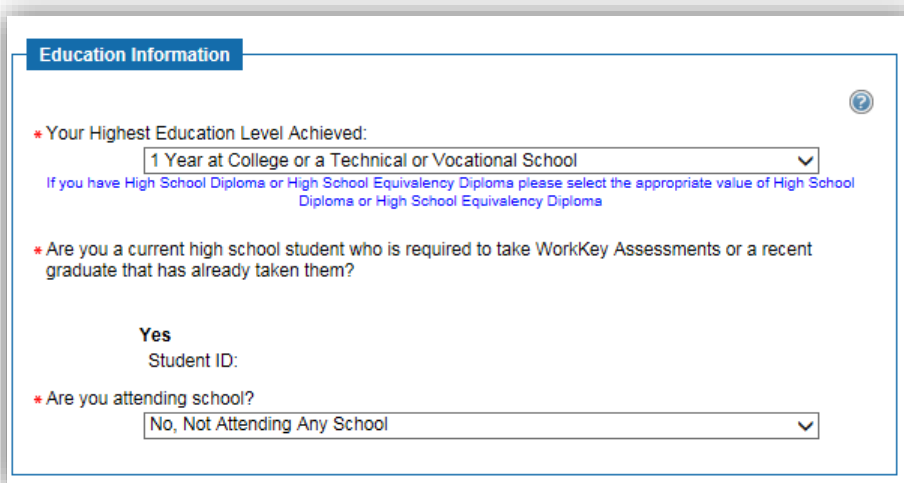 Education Information
* Your Highest Education Level Achieved:
1 Year at College or a Technical or Vocational School
If you have High School Diploma or High School Equivalency Diploma please select the appropriate value of High School
Diploma or High School Equivalency Diploma
* Are you a current high school student who is required to take WorkKey Assessments or a recent
graduate that has already taken them?
Yes
Student ID:
* Are you attending school?
No, Not Attending Any School